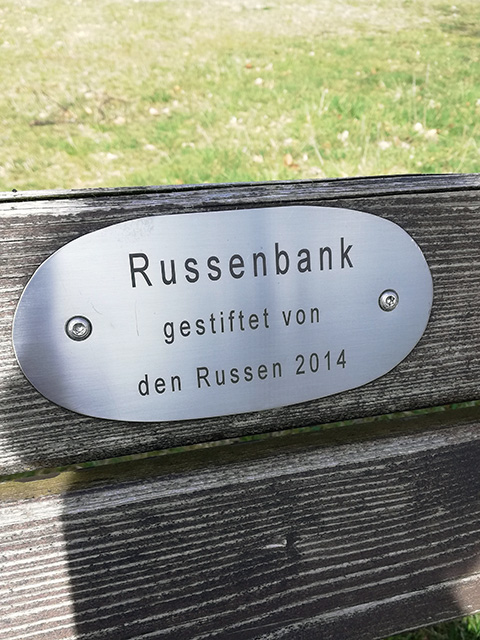 Russenbank
gestiftet von
den Russen 2014